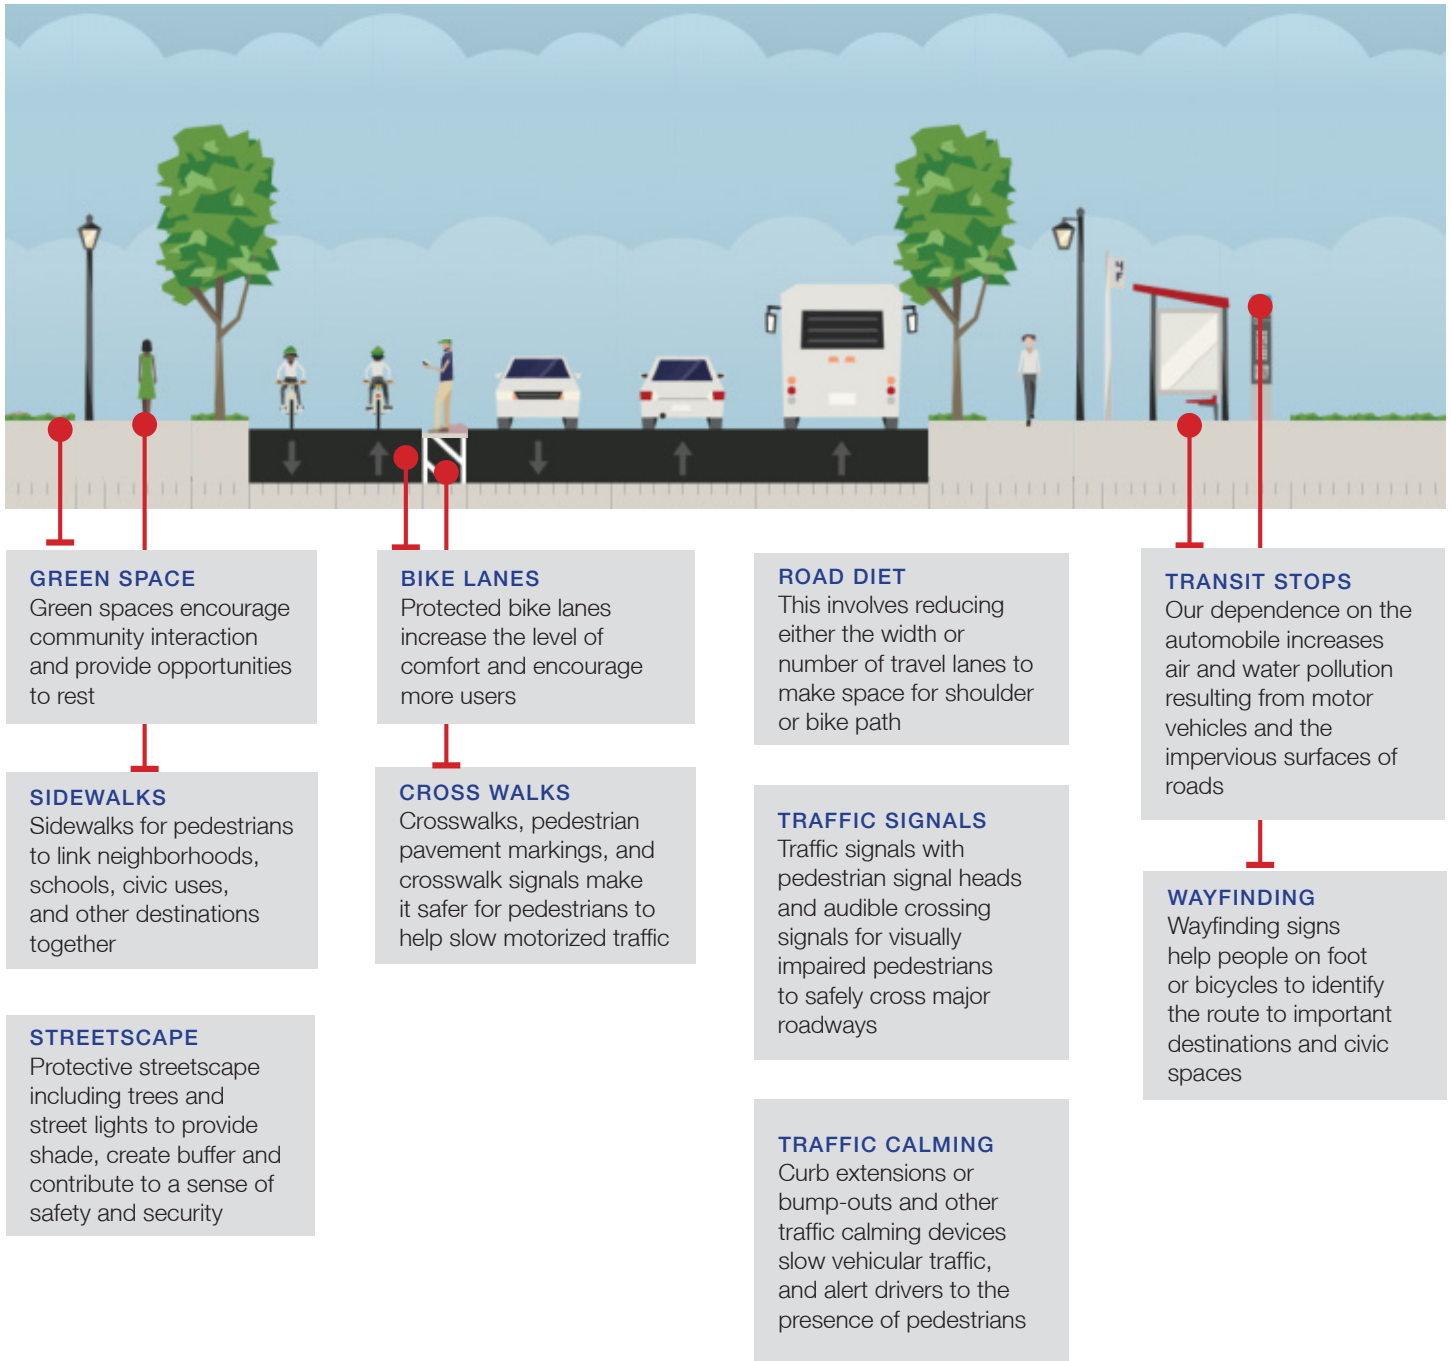 GREEN SPACE
Green spaces encourage
community interaction
and provide opportunities
to rest
SIDEWALKS
Sidewalks for pedestrians
to link neighborhoods,
schools, civic uses,
and other destinations
together
STREETSCAPE
Protective streetscape
including trees and
street lights to provide
shade, create buffer and
contribute to a sense of
safety and security
BIKE LANES
Protected bike lanes
increase the level of
comfort and encourage
more users
CROSS WALKS
Crosswalks, pedestrian
pavement markings, and
crosswalk signals make
it safer for pedestrians to
help slow motorized traffic
ROAD DIET
This involves reducing
either the width or
number of travel lanes to
make space for shoulder
or bike path
TRAFFIC SIGNALS
Traffic signals with
pedestrian signal heads
and audible crossing
signals for visually
impaired pedestrians
to safely cross major
roadways
TRAFFIC CALMING
Curb extensions or
bump-outs and other
traffic calming devices
slow vehicular traffic,
and alert drivers to the
presence of pedestrians
TRANSIT STOPS
Our dependence on the
automobile increases
air and water pollution
resulting from motor
vehicles and the
impervious surfaces of
roads
WAYFINDING
Wayfinding signs
help people on foot
or bicycles to identify
the route to important
destinations and civic
spaces